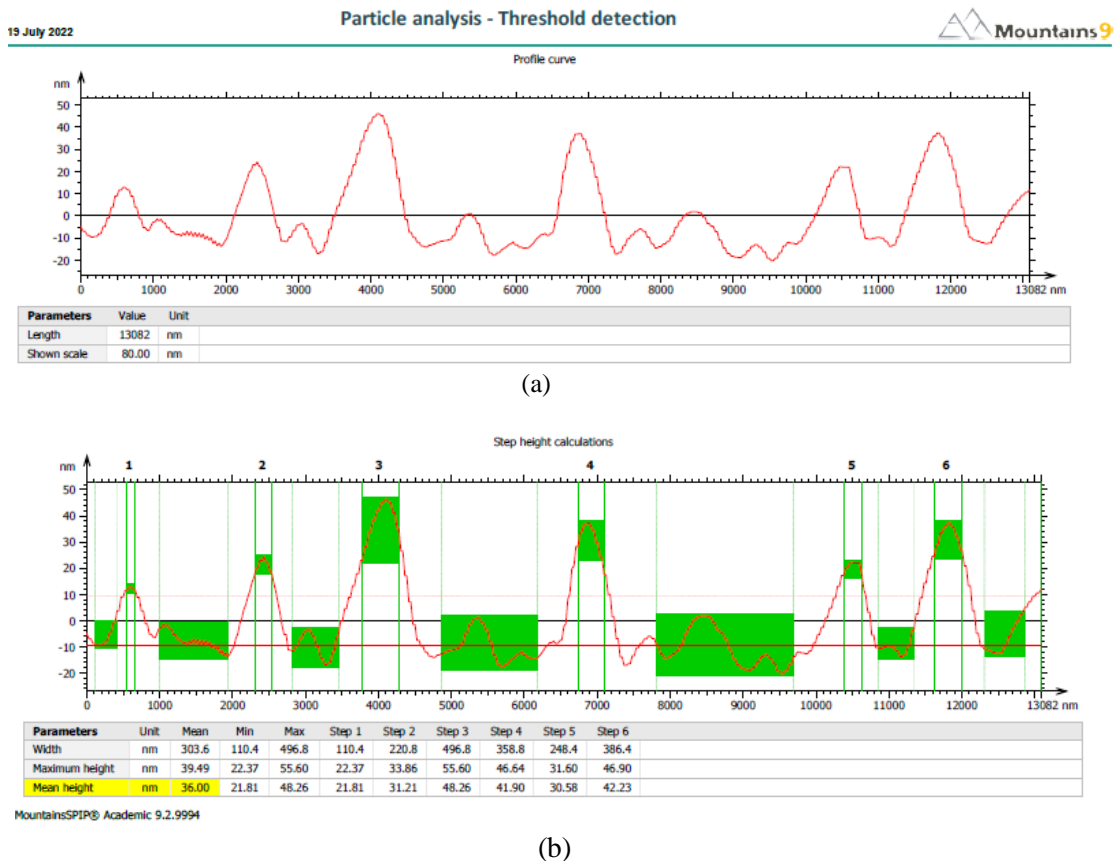 Particle analysis - Threshold detection
19 July 2022
Mountains 9
Profile curve
nm
50
40
30
20
10
0
-10
-20
0 1000 2000 3000 4000 5000 6000 7000 8000 9000 10000 11000 12000 13082 nm
Parameters Value Unit
Length 13082 nm
Shown scale 80.00 nm
(a)
Step height calculations
nm 1 2 3 4 5 6
50
40
30
20
10
0
-10
-20
0 1000 2000 3000 4000 5000 6000 7000 8000 9000 10000 11000 12000 13082 nm
Parameters Unit Mean Min Max Step 1 Step 2 Step 3 Step 4 Step 5 Step 6
Width nm 303.6 110.4 496.8 110.4 220.8 496.8 358.8 248.4 386.4
Maximum height nm 39.49 22.37 55.60 22.37 33.86 55.60 46.64 31.60 46.90
Mean height nm 36.00 21.81 48.26 21.81 31.21 48.26 41.90 30.58 42.23
MountainsSPIP® Academic 9.2.9994
(b)